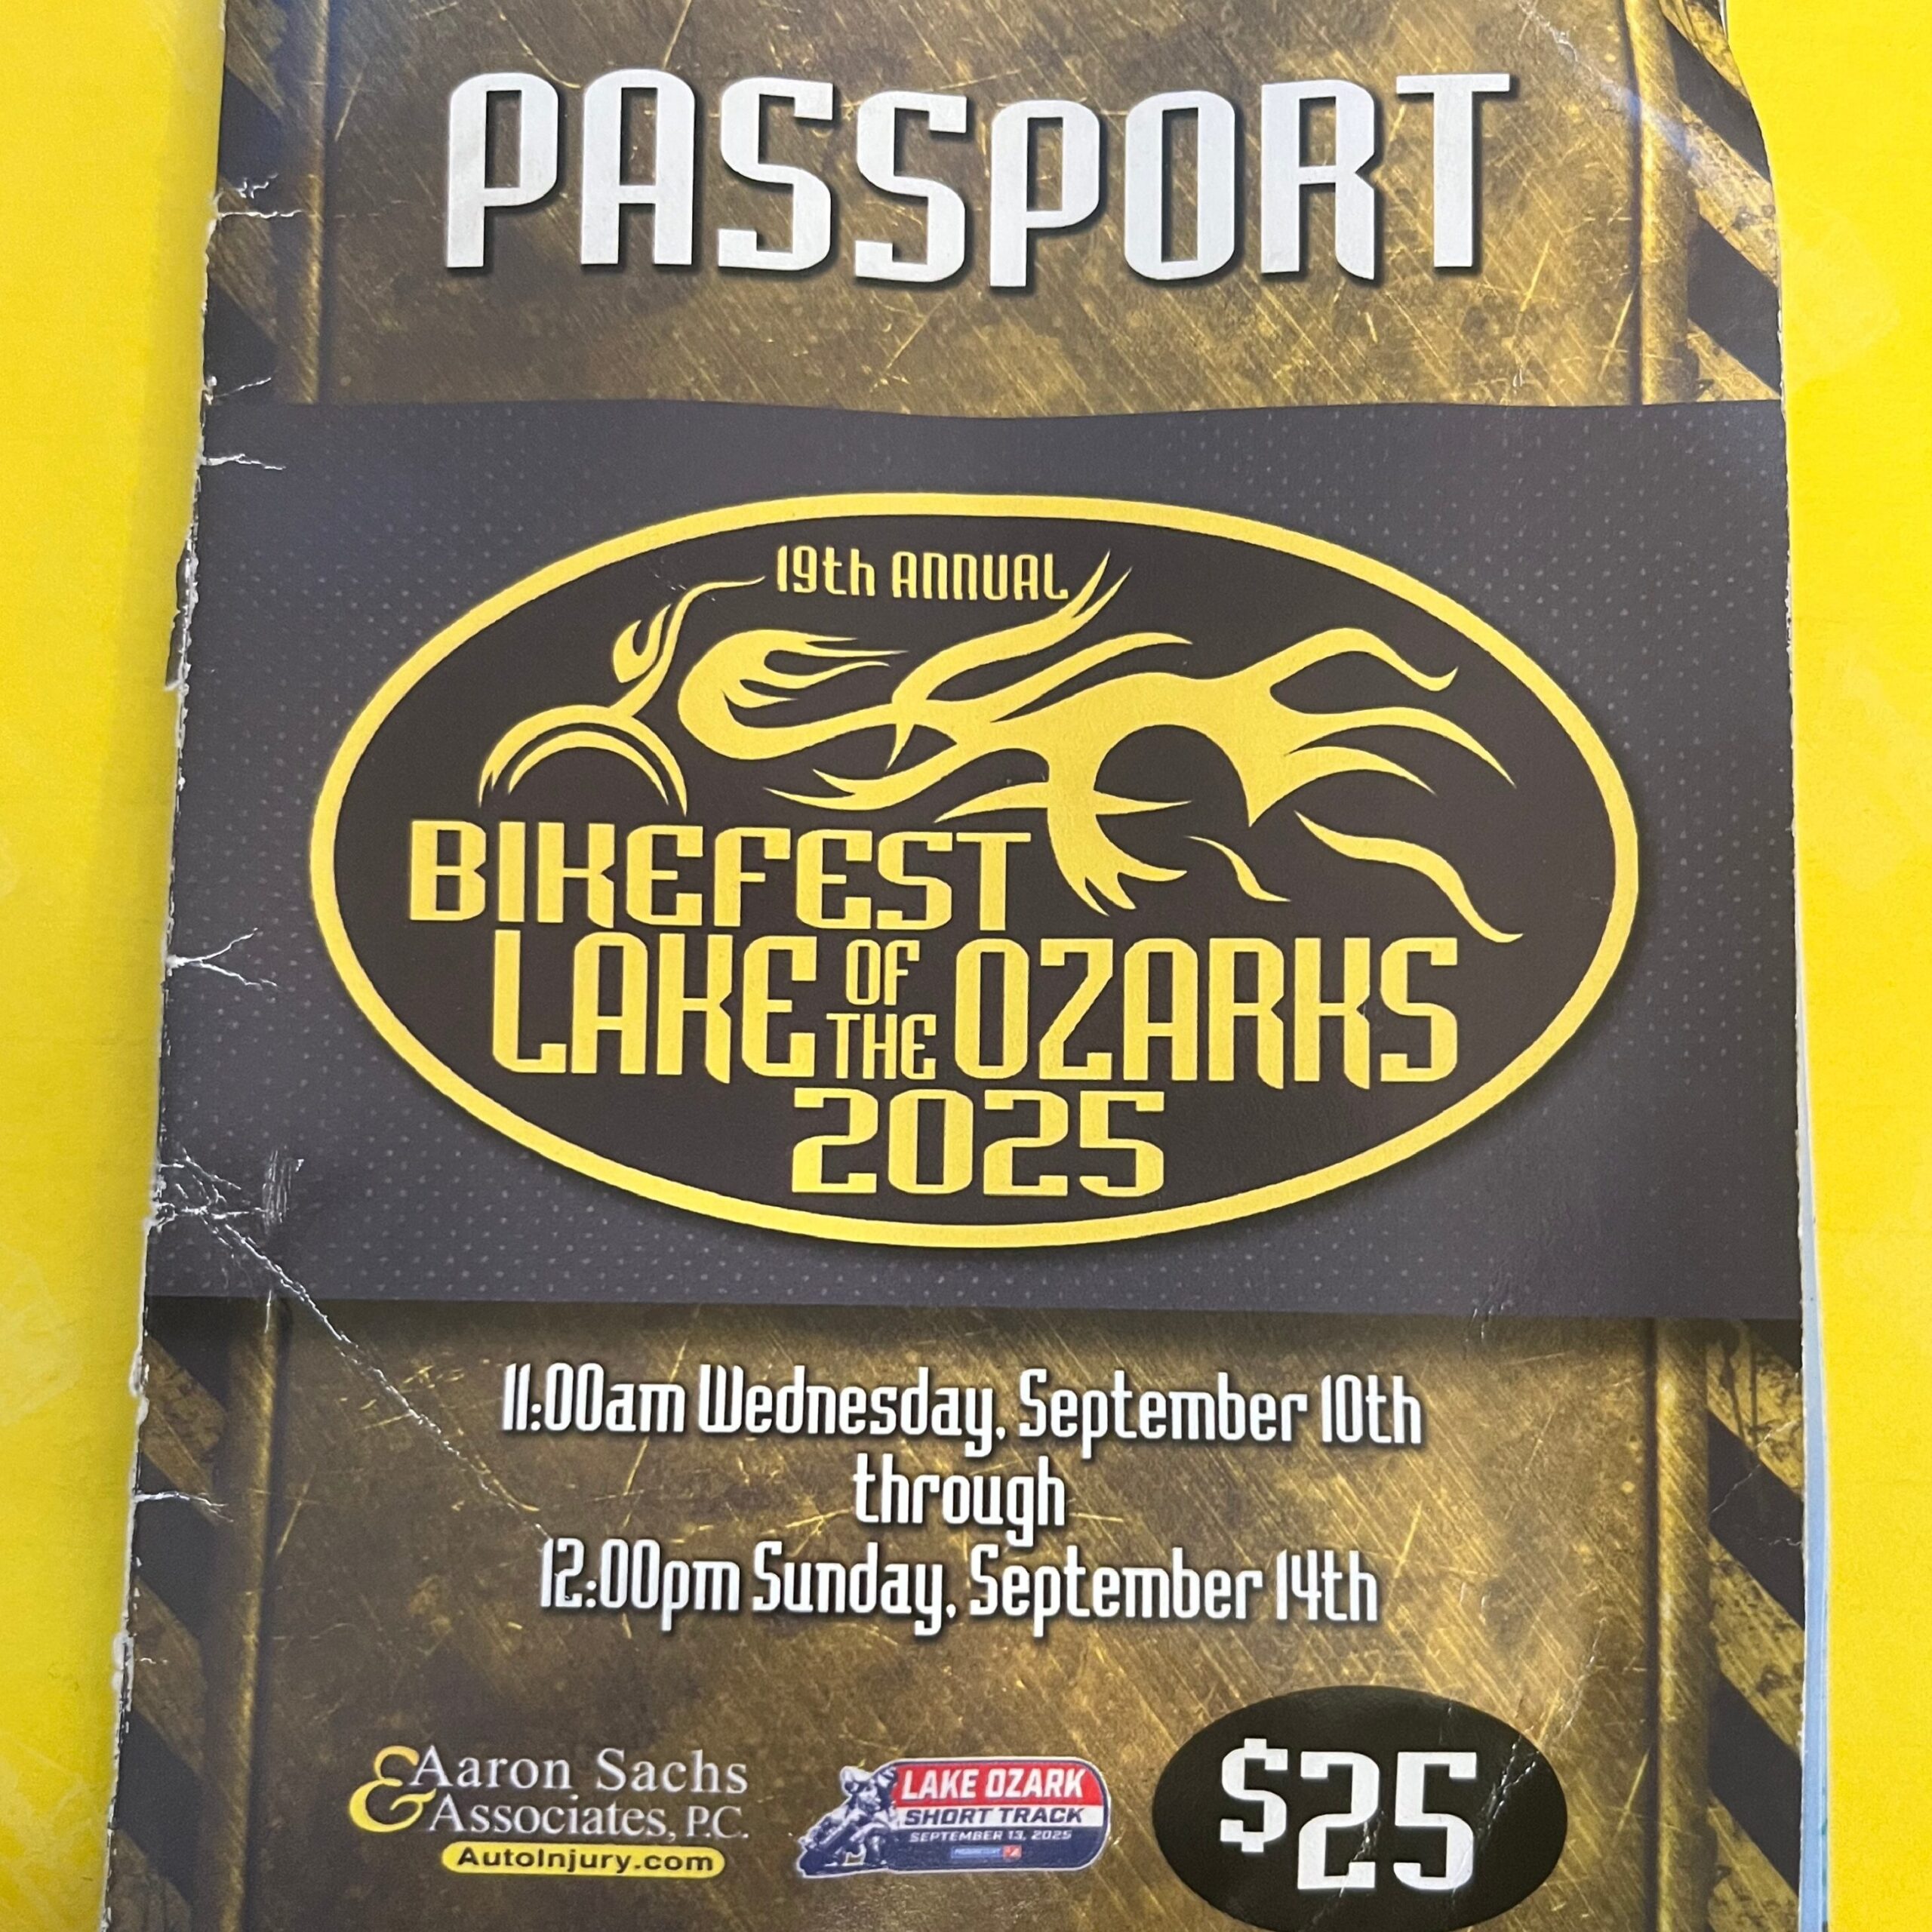 PASSPORT
19th ANNUAL
BIKEFEST
LAKE OF THE OZARKS
2025
11:00am Wednesday, September 10th
through
12:00pm Sunday, September 14th
Aaron Sachs
& Associates, P.C.
AutoInjury.com
LAKE OZARK
SHORT TRACK
SEPTEMBER 13, 2025
$25